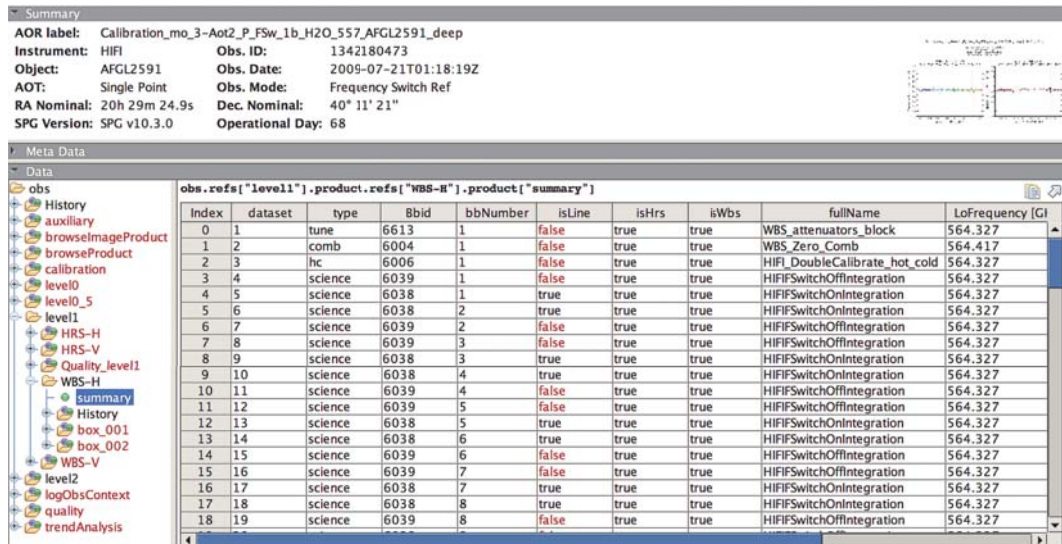 Summary
AOR label: Calibration_mo_3-Aot2_P_FSw_1b_H2O_557_AFGL2591_deep
Instrument: HIFI Obs. ID: 1342180473
Object: AFGL2591 Obs. Date: 2009-07-21T01:18:19Z
AOT: Single Point Obs. Mode: Frequency Switch Ref
RA Nominal: 20h 29m 24.9s Dec. Nominal: 40° 11' 21"
SPG Version: SPG v10.3.0 Operational Day: 68
Meta Data
Data
obs
History
auxiliary
browseImageProduct
browseProduct
calibration
level0
level0_5
level1
HRS-H
HRS-V
Quality_level1
WBS-H
summary
History
box_001
box_002
WBS-V
level2
logObsContext
quality
trendAnalysis
obs.refs["level1"].product.refs["WBS-H"].product["summary"]
Index dataset type Bbid bbNumber isLine isHrs isWbs fullName LoFrequency [GH
0 1 tune 6613 1 false true true WBS_attenuators_block 564.327
1 2 comb 6004 1 false true true WBS_Zero_Comb 564.417
2 3 hc 6006 1 false true true HIFI_DoubleCalibrate_hot_cold 564.327
3 4 science 6039 1 false true true HIFIFSwitchOffIntegration 564.327
4 5 science 6038 1 true true true HIFIFSwitchOnIntegration 564.327
5 6 science 6038 2 true true true HIFIFSwitchOnIntegration 564.327
6 7 science 6039 2 false true true HIFIFSwitchOffIntegration 564.327
7 8 science 6039 3 false true true HIFIFSwitchOffIntegration 564.327
8 9 science 6038 3 true true true HIFIFSwitchOnIntegration 564.327
9 10 science 6038 4 true true true HIFIFSwitchOnIntegration 564.327
10 11 science 6039 4 false true true HIFIFSwitchOffIntegration 564.327
11 12 science 6039 5 false true true HIFIFSwitchOffIntegration 564.327
12 13 science 6038 5 true true true HIFIFSwitchOnIntegration 564.327
13 14 science 6038 6 true true true HIFIFSwitchOnIntegration 564.327
14 15 science 6039 6 false true true HIFIFSwitchOffIntegration 564.327
15 16 science 6039 7 false true true HIFIFSwitchOffIntegration 564.327
16 17 science 6038 7 true true true HIFIFSwitchOnIntegration 564.327
17 18 science 6038 8 true true true HIFIFSwitchOnIntegration 564.327
18 19 science 6039 8 false true true HIFIFSwitchOffIntegration 564.327